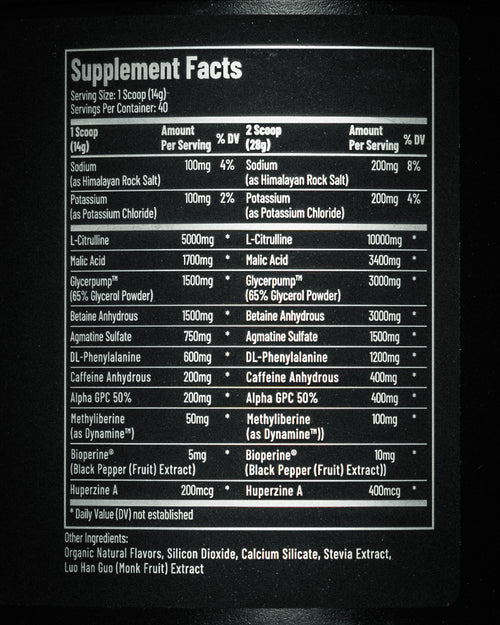 Supplement Facts
Serving Size: 1 Scoop (14g)
Servings Per Container: 40
1 Scoop (14g) Amount Per Serving % DV 2 Scoop (28g) Amount Per Serving % DV
Sodium (as Himalayan Rock Salt) 100mg 4% Sodium (as Himalayan Rock Salt) 200mg 8%
Potassium (as Potassium Chloride) 100mg 2% Potassium (as Potassium Chloride) 200mg 4%
L-Citrulline 5000mg * L-Citrulline 10000mg *
Malic Acid 1700mg * Malic Acid 3400mg *
Glycerpump™ (65% Glycerol Powder) 1500mg * Glycerpump™ (65% Glycerol Powder) 3000mg *
Betaine Anhydrous 1500mg * Betaine Anhydrous 3000mg *
Agmatine Sulfate 750mg * Agmatine Sulfate 1500mg *
DL-Phenylalanine 600mg * DL-Phenylalanine 1200mg *
Caffeine Anhydrous 200mg * Caffeine Anhydrous 400mg *
Alpha GPC 50% 200mg * Alpha GPC 50% 400mg *
Methyliberine (as Dynamine™) 50mg * Methyliberine (as Dynamine™)) 100mg *
Bioperine® (Black Pepper (Fruit) Extract) 5mg * Bioperine® (Black Pepper (Fruit) Extract)) 10mg *
Huperzine A 200mcg * Huperzine A 400mcg *
* Daily Value (DV) not established
Other Ingredients:
Organic Natural Flavors, Silicon Dioxide, Calcium Silicate, Stevia Extract,
Luo Han Guo (Monk Fruit) Extract